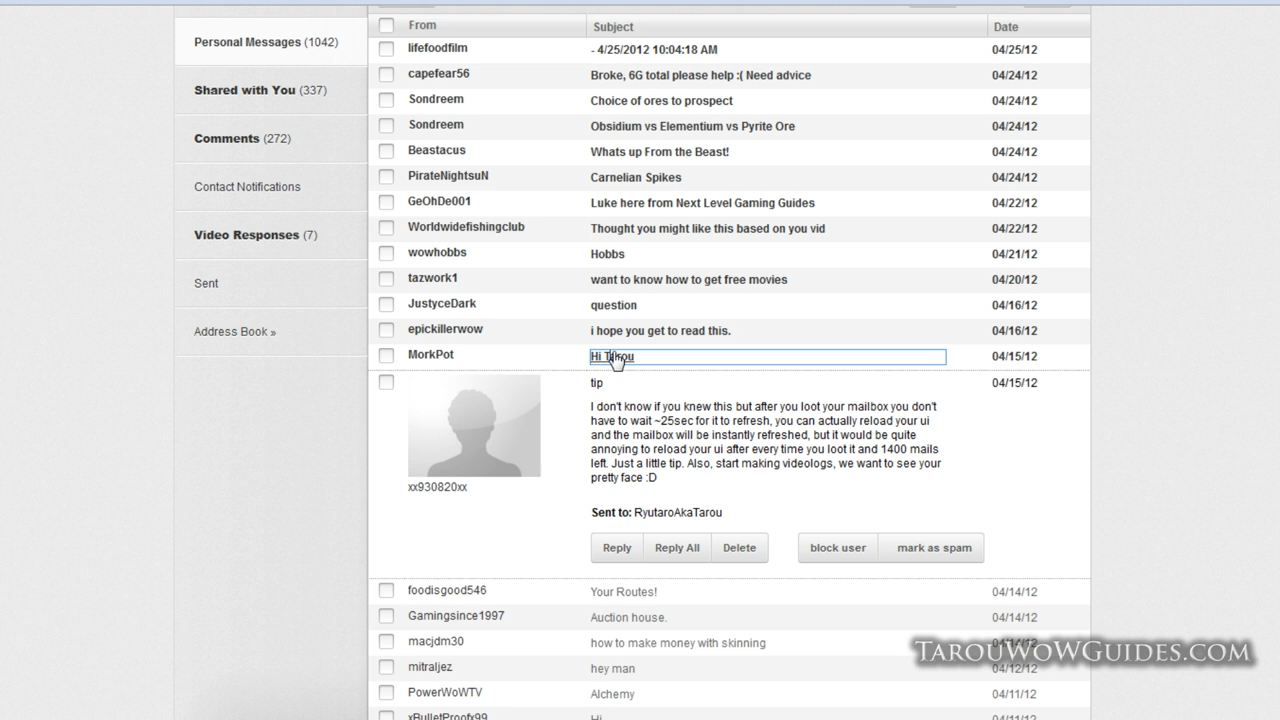 From Subject Date
Personal Messages (1042)
Shared with You (337)
Comments (272)
Contact Notifications
Video Responses (7)
Sent
Address Book »
lifefoodfilm - 4/25/2012 10:04:18 AM 04/25/12
capefear56 Broke, 6G total please help :( Need advice 04/24/12
Sondreem Choice of ores to prospect 04/24/12
Sondreem Obsidium vs Elementium vs Pyrite Ore 04/24/12
Beastacus Whats up From the Beast! 04/24/12
PirateNightsuN Carnelian Spikes 04/24/12
GeOhDe001 Luke here from Next Level Gaming Guides 04/22/12
Worldwidefishingclub Thought you might like this based on you vid 04/22/12
wowhobbs Hobbs 04/21/12
tazwork1 want to know how to get free movies 04/20/12
JustyceDark question 04/16/12
epickillerwow i hope you get to read this. 04/16/12
MorkPot Hi Tarou 04/15/12
tip 04/15/12
I don't know if you knew this but after you loot your mailbox you don't
have to wait ~25sec for it to refresh, you can actually reload your ui
and the mailbox will be instantly refreshed, but it would be quite
annoying to reload your ui after every time you loot it and 1400 mails
left. Just a little tip. Also, start making videologs, we want to see your
pretty face :D
xx930820xx
Sent to: RyutaroAkaTarou
Reply Reply All Delete block user mark as spam
foodisgood546 Your Routes! 04/14/12
Gamingsince1997 Auction house. 04/14/12
macjdm30 how to make money with skinning 04/14/12
TarouWoWGuides.com
mitraljez hey man 04/12/12
PowerWoWTV Alchemy 04/11/12
xBulletProofx99 Hi 04/11/12